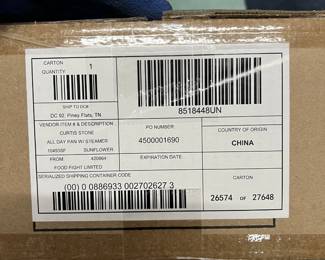 CARTON
QUANTITY: 1
SHIP TO DC#
DC 92, Piney Flats, TN
8518448UN
VENDOR ITEM # & DESCRIPTION
CURTIS STONE
ALL DAY PAN W/ STEAMER
SUNFLOWER
PO NUMBER
4500001690
EXPIRATION DATE
COUNTRY OF ORIGIN
CHINA
FROM: 420864
FOOD FIGHT LIMITED
SERIALIZED SHIPPING CONTAINER CODE
(00) 0 0886933 002702627 3
CARTON
26574 OF 27648